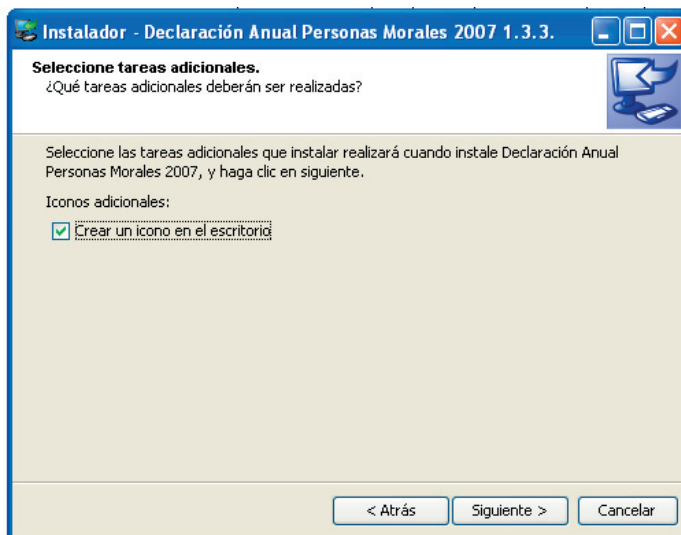 Instalador - Declaración Anual Personas Morales 2007 1.3.3.
Seleccione tareas adicionales.
¿Qué tareas adicionales deberán ser realizadas?
Seleccione las tareas adicionales que instalar realizará cuando instale Declaración Anual
Personas Morales 2007, y haga clic en siguiente.
Iconos adicionales:
Crear un icono en el escritorio
< Atrás
Siguiente >
Cancelar